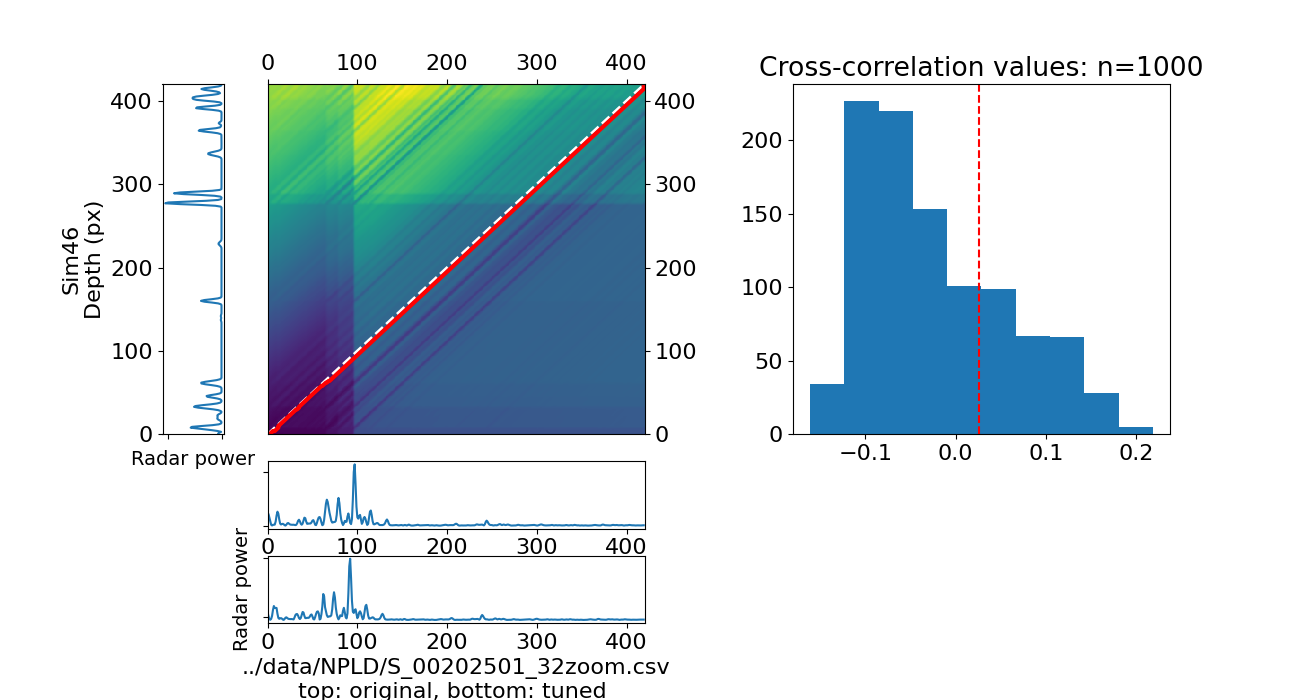 0 100 200 300 400
Cross-correlation values: n=1000
400
300
200
100
0
Sim46
Depth (px)
Radar power
400
300
200
100
0
200
150
100
50
0
−0.1 0.0 0.1 0.2
0 100 200 300 400
Radar power
0 100 200 300 400
../data/NPLD/S_00202501_32zoom.csv
top: original, bottom: tuned